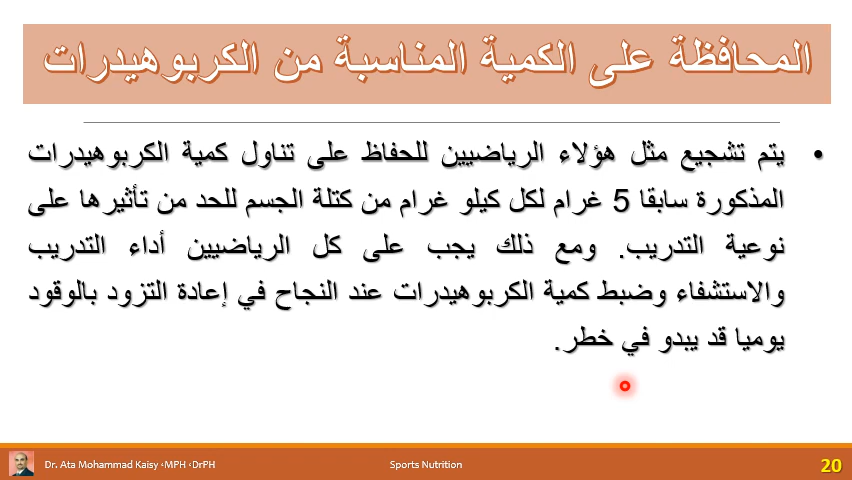 المحافظة على الكمية المناسبة من الكربوهيدرات
• يتم تشجيع مثل هؤلاء الرياضيين للحفاظ على تناول كمية الكربوهيدرات
المذكورة سابقا 5 غرام لكل كيلو غرام من كتلة الجسم للحد من تأثيرها على
نوعية التدريب. ومع ذلك يجب على كل الرياضيين أداء التدريب
والاستشفاء وضبط كمية الكربوهيدرات عند النجاح في إعادة التزود بالوقود
يوميا قد يبدو في خطر.
Dr. Ata Mohammad Kaisy ،MPH ،DrPH
Sports Nutrition
20